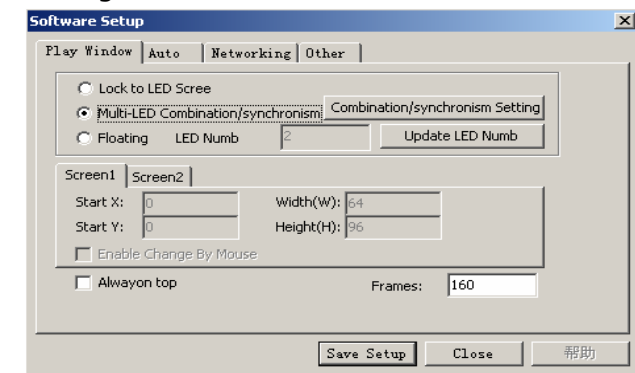 Software Setup
Play Window Auto Networking Other
Lock to LED Scree
Multi-LED Combination/synchronism Combination/synchronism Setting
Floating LED Numb 2 Update LED Numb
Screen1 Screen2
Start X: 0 Width(W): 64
Start Y: 0 Height(H): 96
Enable Change By Mouse
Alwayon top Frames: 160
Save Setup Close 帮助